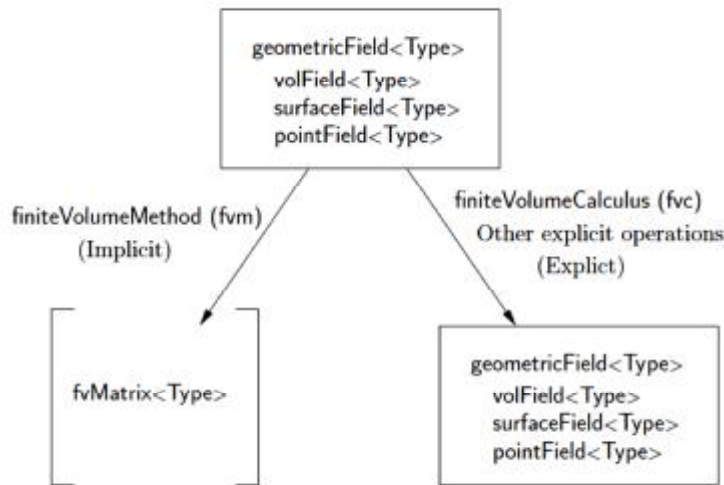 geometricField<Type>
volField<Type>
surfaceField<Type>
pointField<Type>
finiteVolumeMethod (fvm)
(Implicit)
finiteVolumeCalculus (fvc)
Other explicit operations
(Explict)
fvMatrix<Type>
geometricField<Type>
volField<Type>
surfaceField<Type>
pointField<Type>